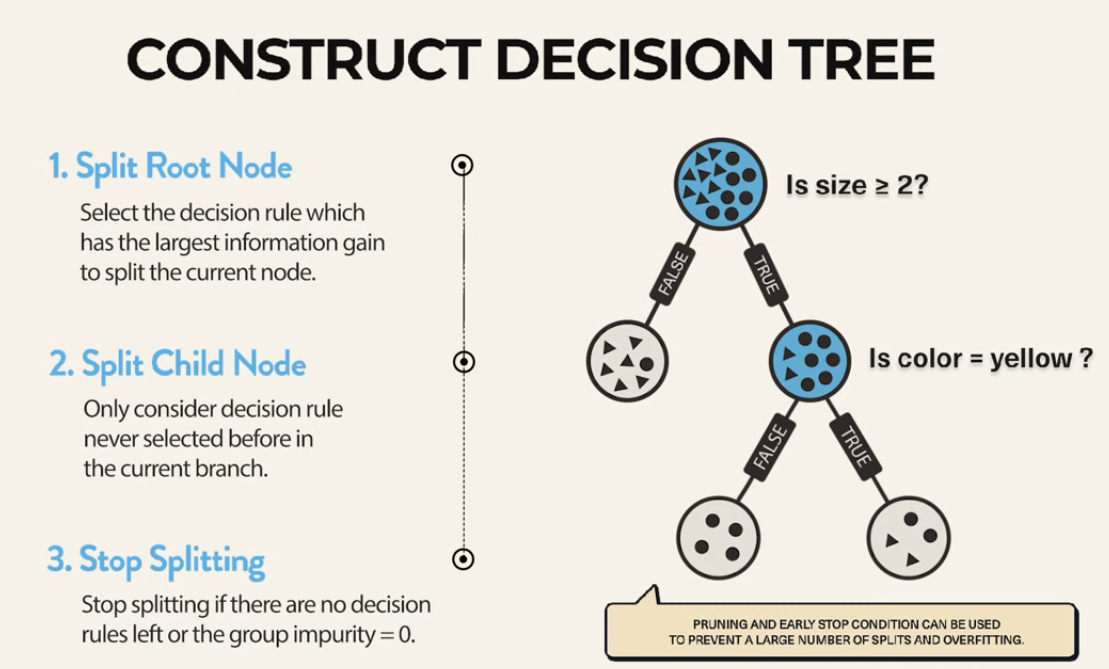 CONSTRUCT DECISION TREE
1. Split Root Node
Select the decision rule which
has the largest information gain
to split the current node.
2. Split Child Node
Only consider decision rule
never selected before in
the current branch.
3. Stop Splitting
Stop splitting if there are no decision
rules left or the group impurity = 0.
Is size ≥ 2?
FALSE
TRUE
Is color = yellow ?
FALSE
TRUE
PRUNING AND EARLY STOP CONDITION CAN BE USED
TO PREVENT A LARGE NUMBER OF SPLITS AND OVERFITTING.